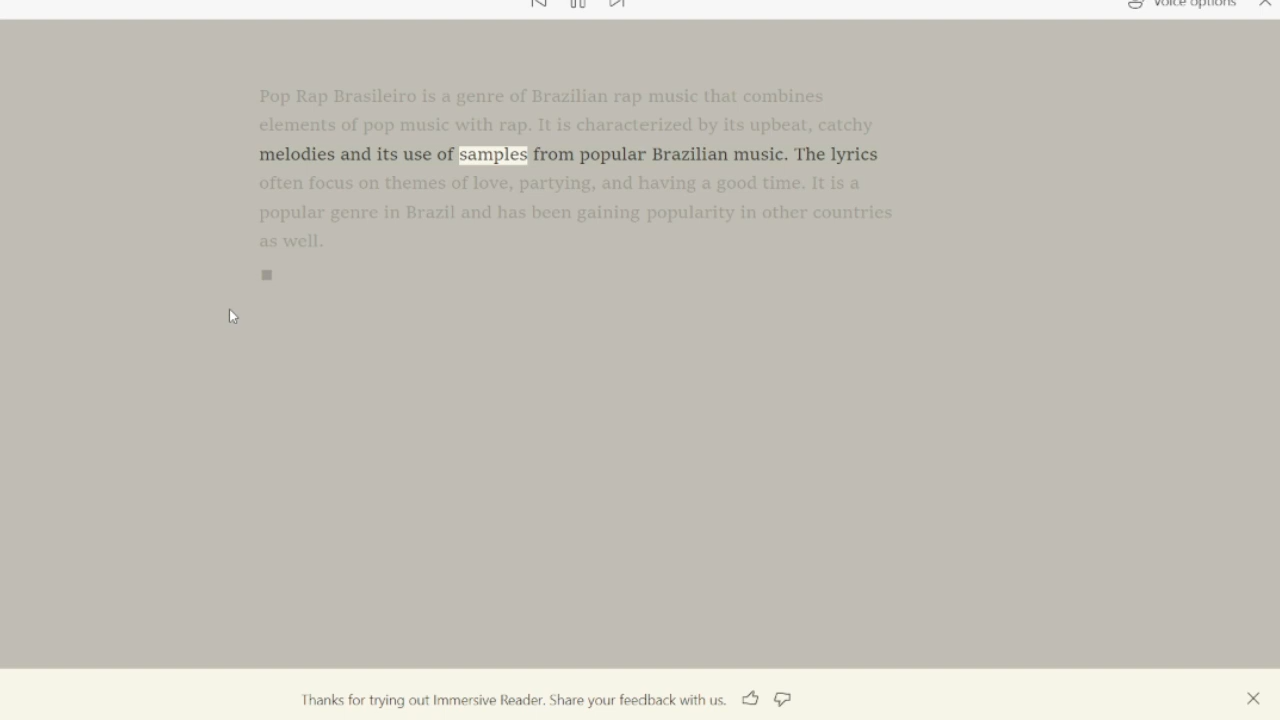 Voice options
Pop Rap Brasileiro is a genre of Brazilian rap music that combines
elements of pop music with rap. It is characterized by its upbeat, catchy
melodies and its use of samples from popular Brazilian music. The lyrics
often focus on themes of love, partying, and having a good time. It is a
popular genre in Brazil and has been gaining popularity in other countries
as well.
Thanks for trying out Immersive Reader. Share your feedback with us.